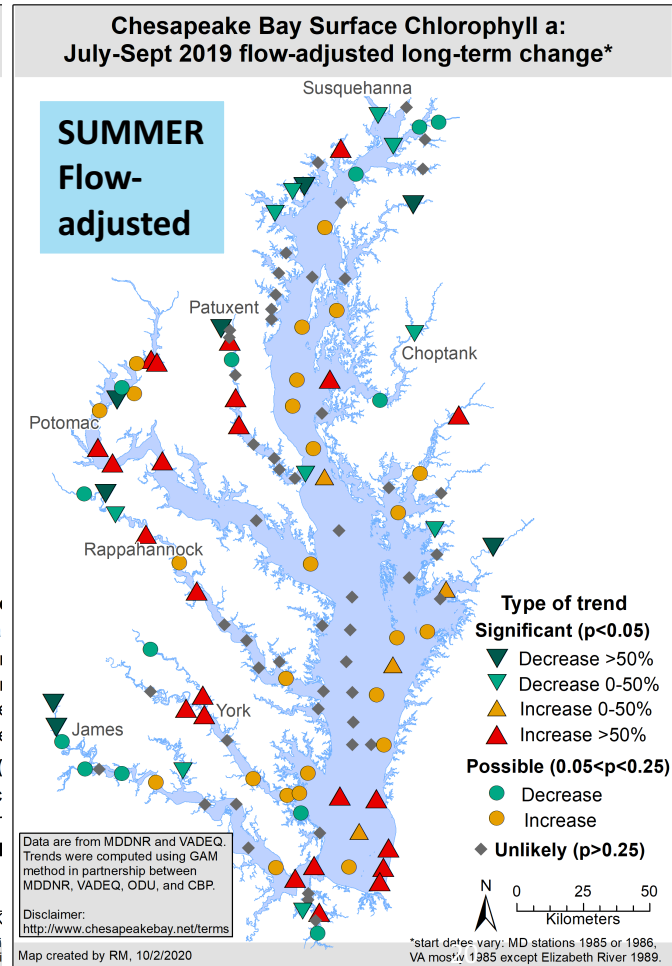 Chesapeake Bay Surface Chlorophyll a:
July-Sept 2019 flow-adjusted long-term change*
SUMMER
Flow-
adjusted
Susquehanna
Patuxent
Choptank
Potomac
Rappahannock
York
James
Type of trend
Significant (p<0.05)
Decrease >50%
Decrease 0-50%
Increase 0-50%
Increase >50%
Possible (0.05<p<0.25)
Decrease
Increase
Unlikely (p>0.25)
N
0 25 50
Kilometers
Data are from MDDNR and VADEQ.
Trends were computed using GAM
method in partnership between
MDDNR, VADEQ, ODU, and CBP.
Disclaimer:
http://www.chesapeakebay.net/terms
Map created by RM, 10/2/2020
*start dates vary: MD stations 1985 or 1986,
VA mostly 1985 except Elizabeth River 1989.
20